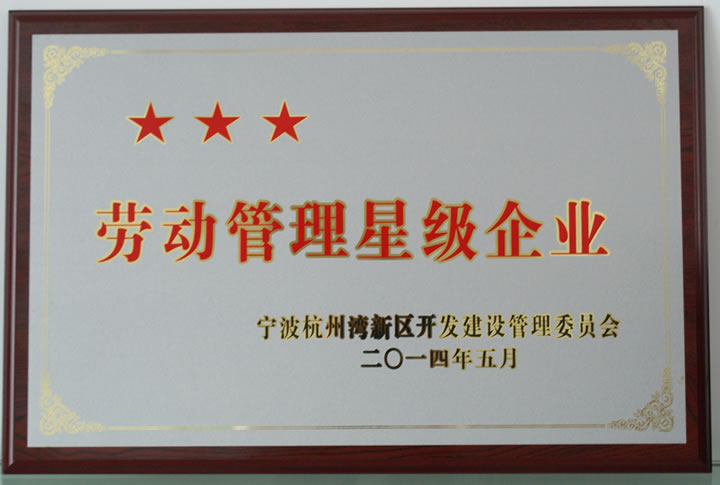 ★★★
劳动管理星级企业
宁波杭州湾新区开发建设管理委员会
二〇一四年五月